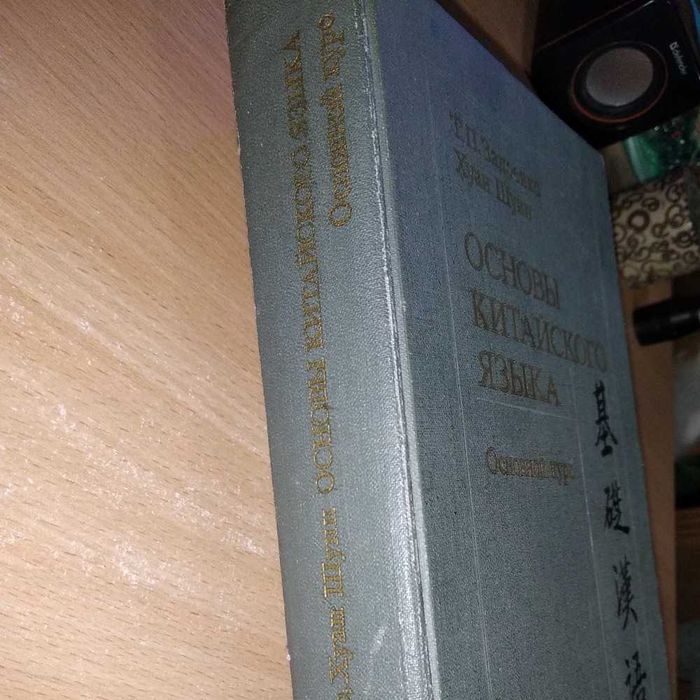 Т.П.Задоенко
Хуан Шуин
ОСНОВЫ
КИТАЙСКОГО
ЯЗЫКА
Основной курс
基礎漢語
Хуан Шуин ОСНОВЫ КИТАЙСКОГО ЯЗЫКА Основной курс